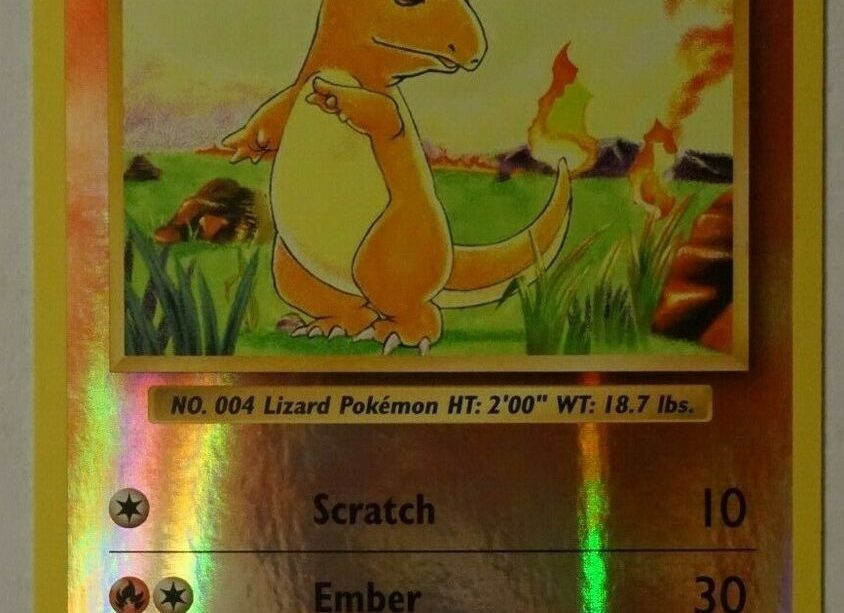 NO. 004 Lizard Pokémon HT: 2'00" WT: 18.7 lbs.
Scratch 10
Ember 30